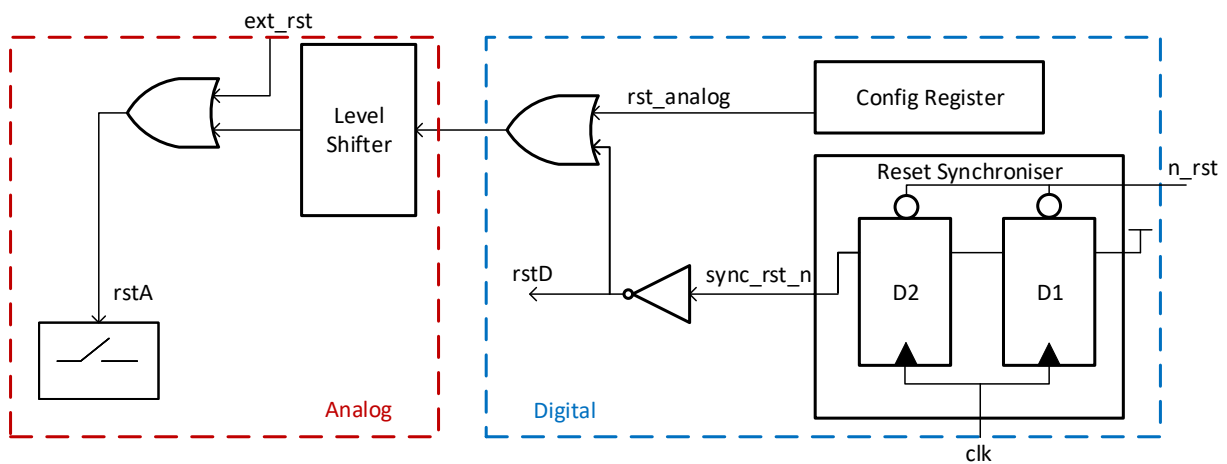 ext_rst
Level
Shifter
rst_analog
Config Register
Reset Synchroniser
n_rst
rstD
sync_rst_n
D2
D1
rstA
Analog
Digital
clk